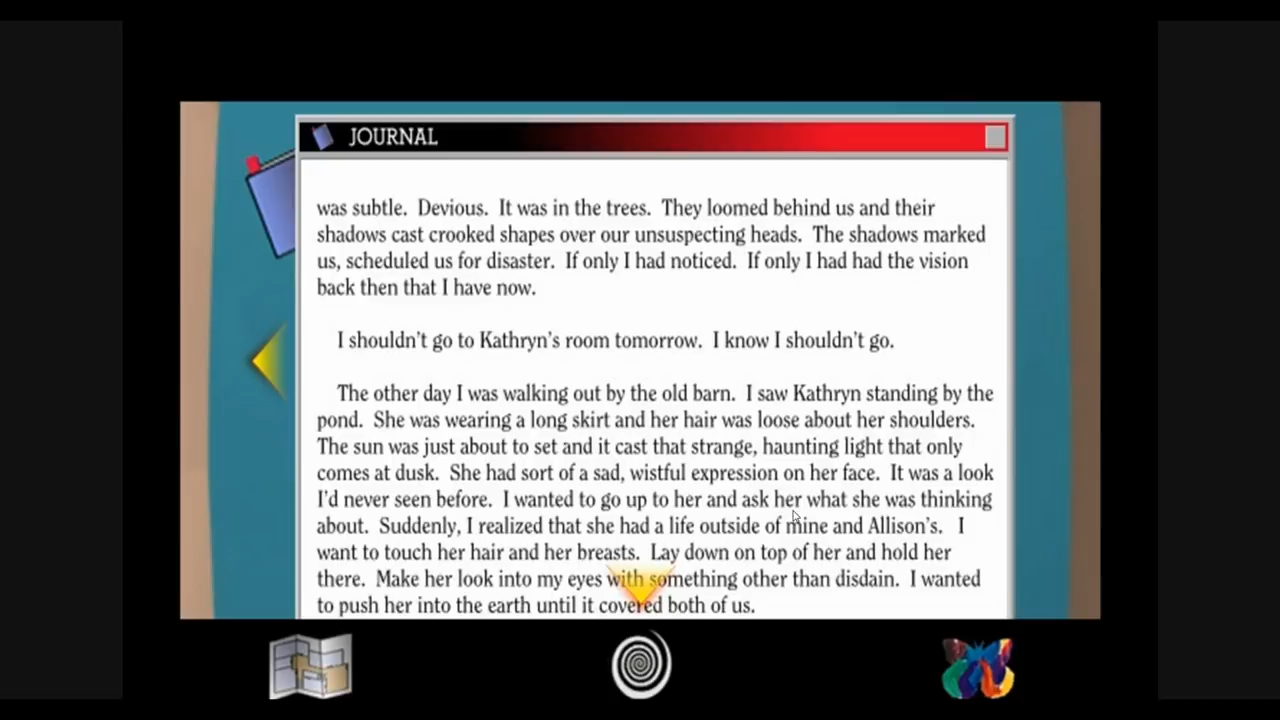 JOURNAL
was subtle. Devious. It was in the trees. They loomed behind us and their
shadows cast crooked shapes over our unsuspecting heads. The shadows marked
us, scheduled us for disaster. If only I had noticed. If only I had had the vision
back then that I have now.
I shouldn't go to Kathryn's room tomorrow. I know I shouldn't go.
The other day I was walking out by the old barn. I saw Kathryn standing by the
pond. She was wearing a long skirt and her hair was loose about her shoulders.
The sun was just about to set and it cast that strange, haunting light that only
comes at dusk. She had sort of a sad, wistful expression on her face. It was a look
I'd never seen before. I wanted to go up to her and ask her what she was thinking
about. Suddenly, I realized that she had a life outside of mine and Allison's. I
want to touch her hair and her breasts. Lay down on top of her and hold her
there. Make her look into my eyes with something other than disdain. I wanted
to push her into the earth until it covered both of us.